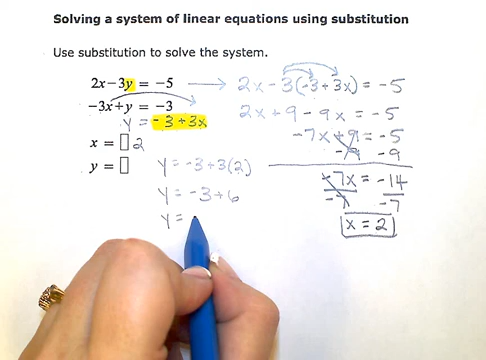 Solving a system of linear equations using substitution
Use substitution to solve the system.
2x−3y = −5
2x − 3(−3 + 3x) = −5
−3x+y = −3
2x + 9 − 9x = −5
y = −3 + 3x
−7x + 9 = −5
−9 −9
x = 2
y = −3 + 3(2)
−7x = −14
−7 −7
y =
y = −3 + 6
y =
x = 2